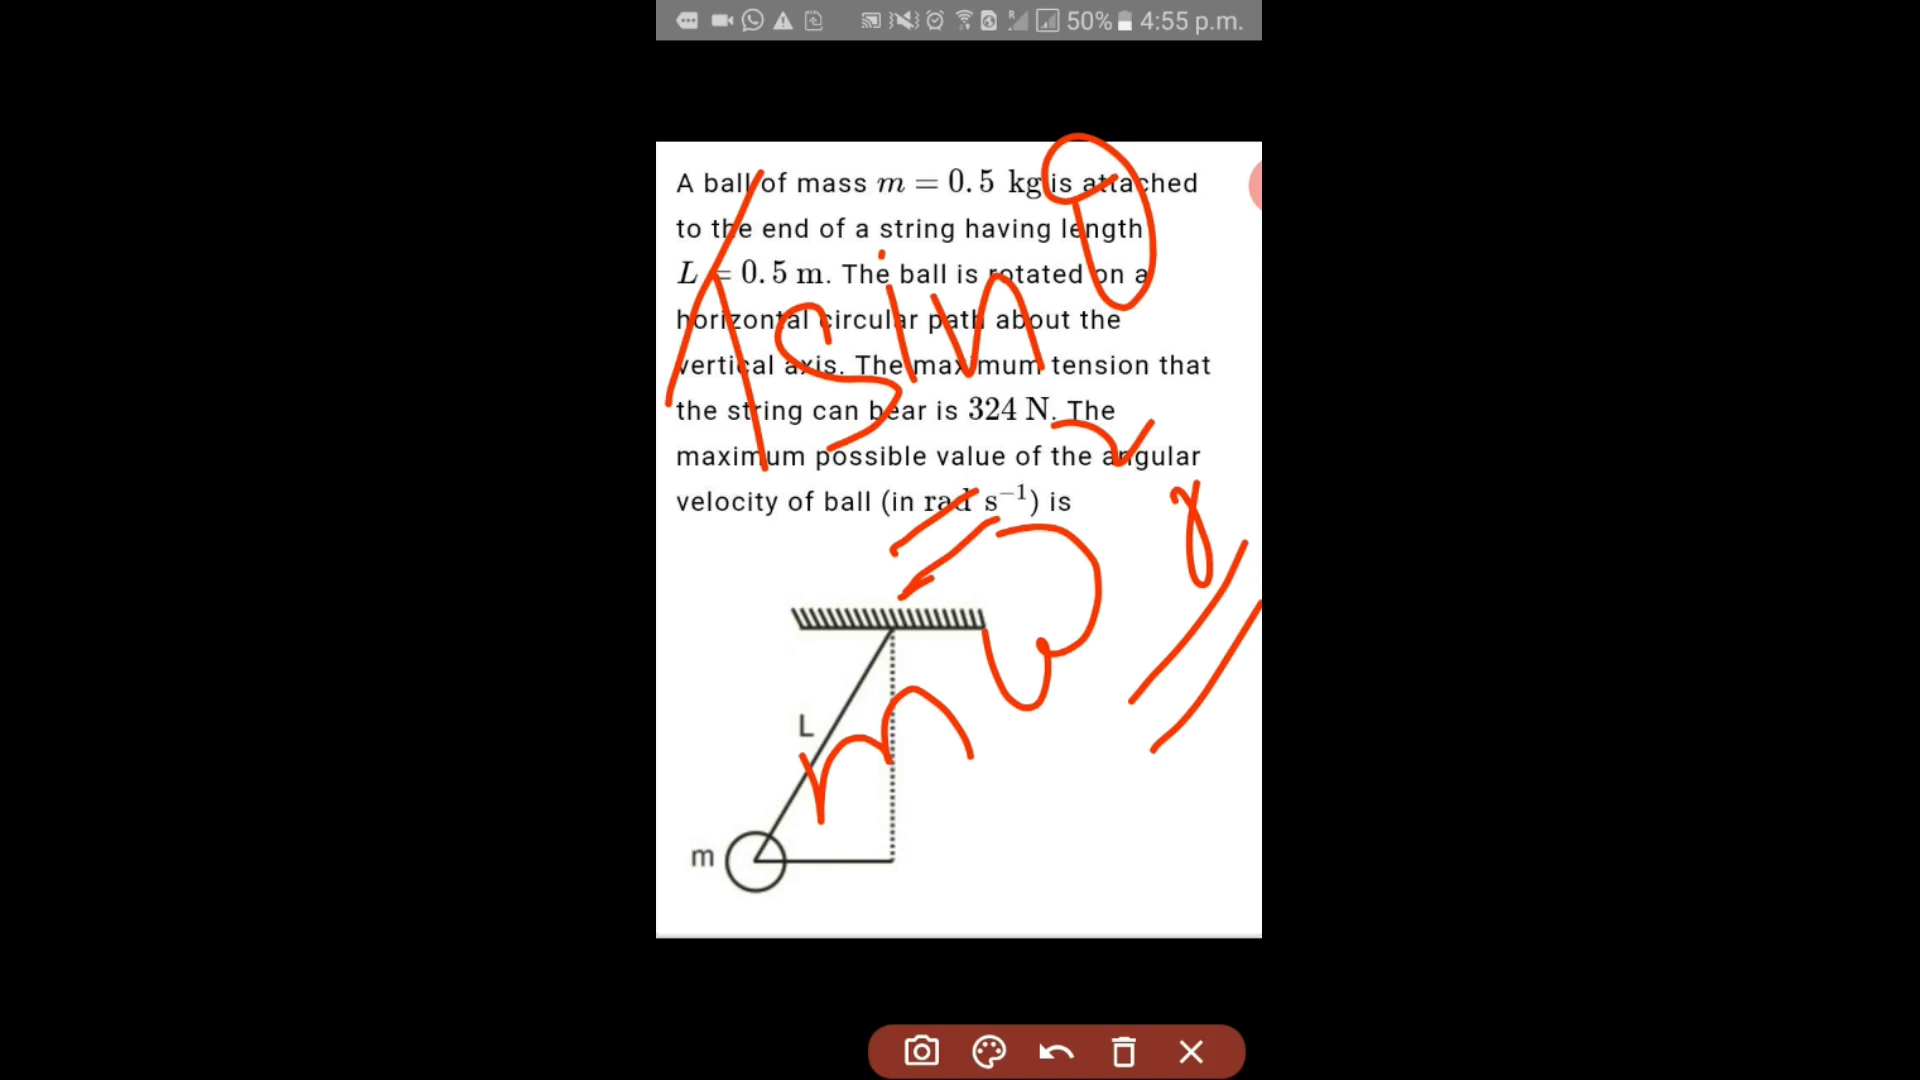 R 50% 4:55 p.m.
A ball of mass m = 0.5 kg is attached
to the end of a string having length
L = 0.5 m. The ball is rotated on a
horizontal circular path about the
vertical axis. The maximum tension that
the string can bear is 324 N. The
maximum possible value of the angular
velocity of ball (in rad s⁻¹) is
sin θ
=
m ω² r
L
m